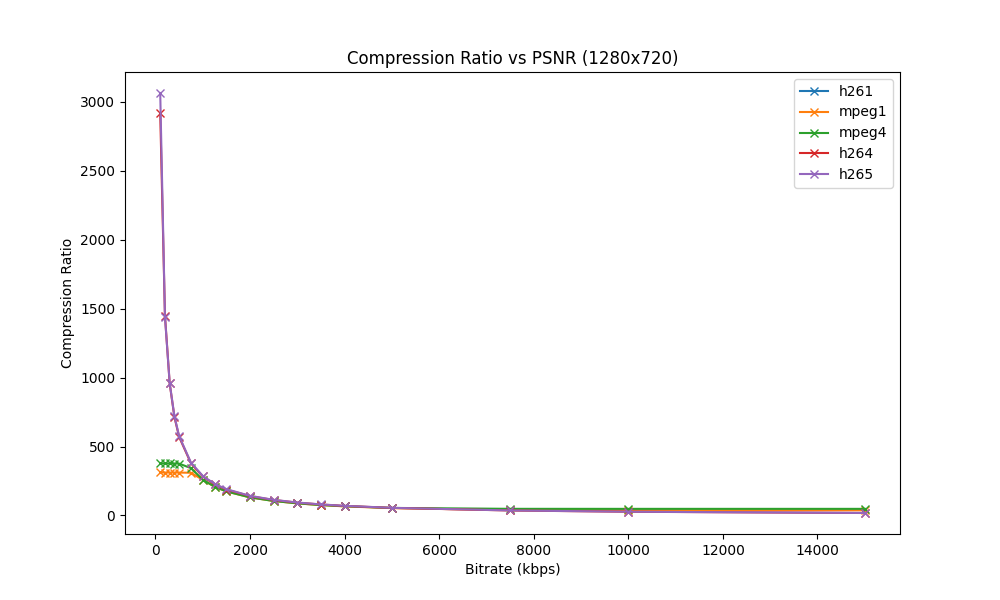 Compression Ratio vs PSNR (1280x720)
h261
mpeg1
mpeg4
h264
h265
3000
2500
2000
1500
1000
500
0
Compression Ratio
0 2000 4000 6000 8000 10000 12000 14000
Bitrate (kbps)